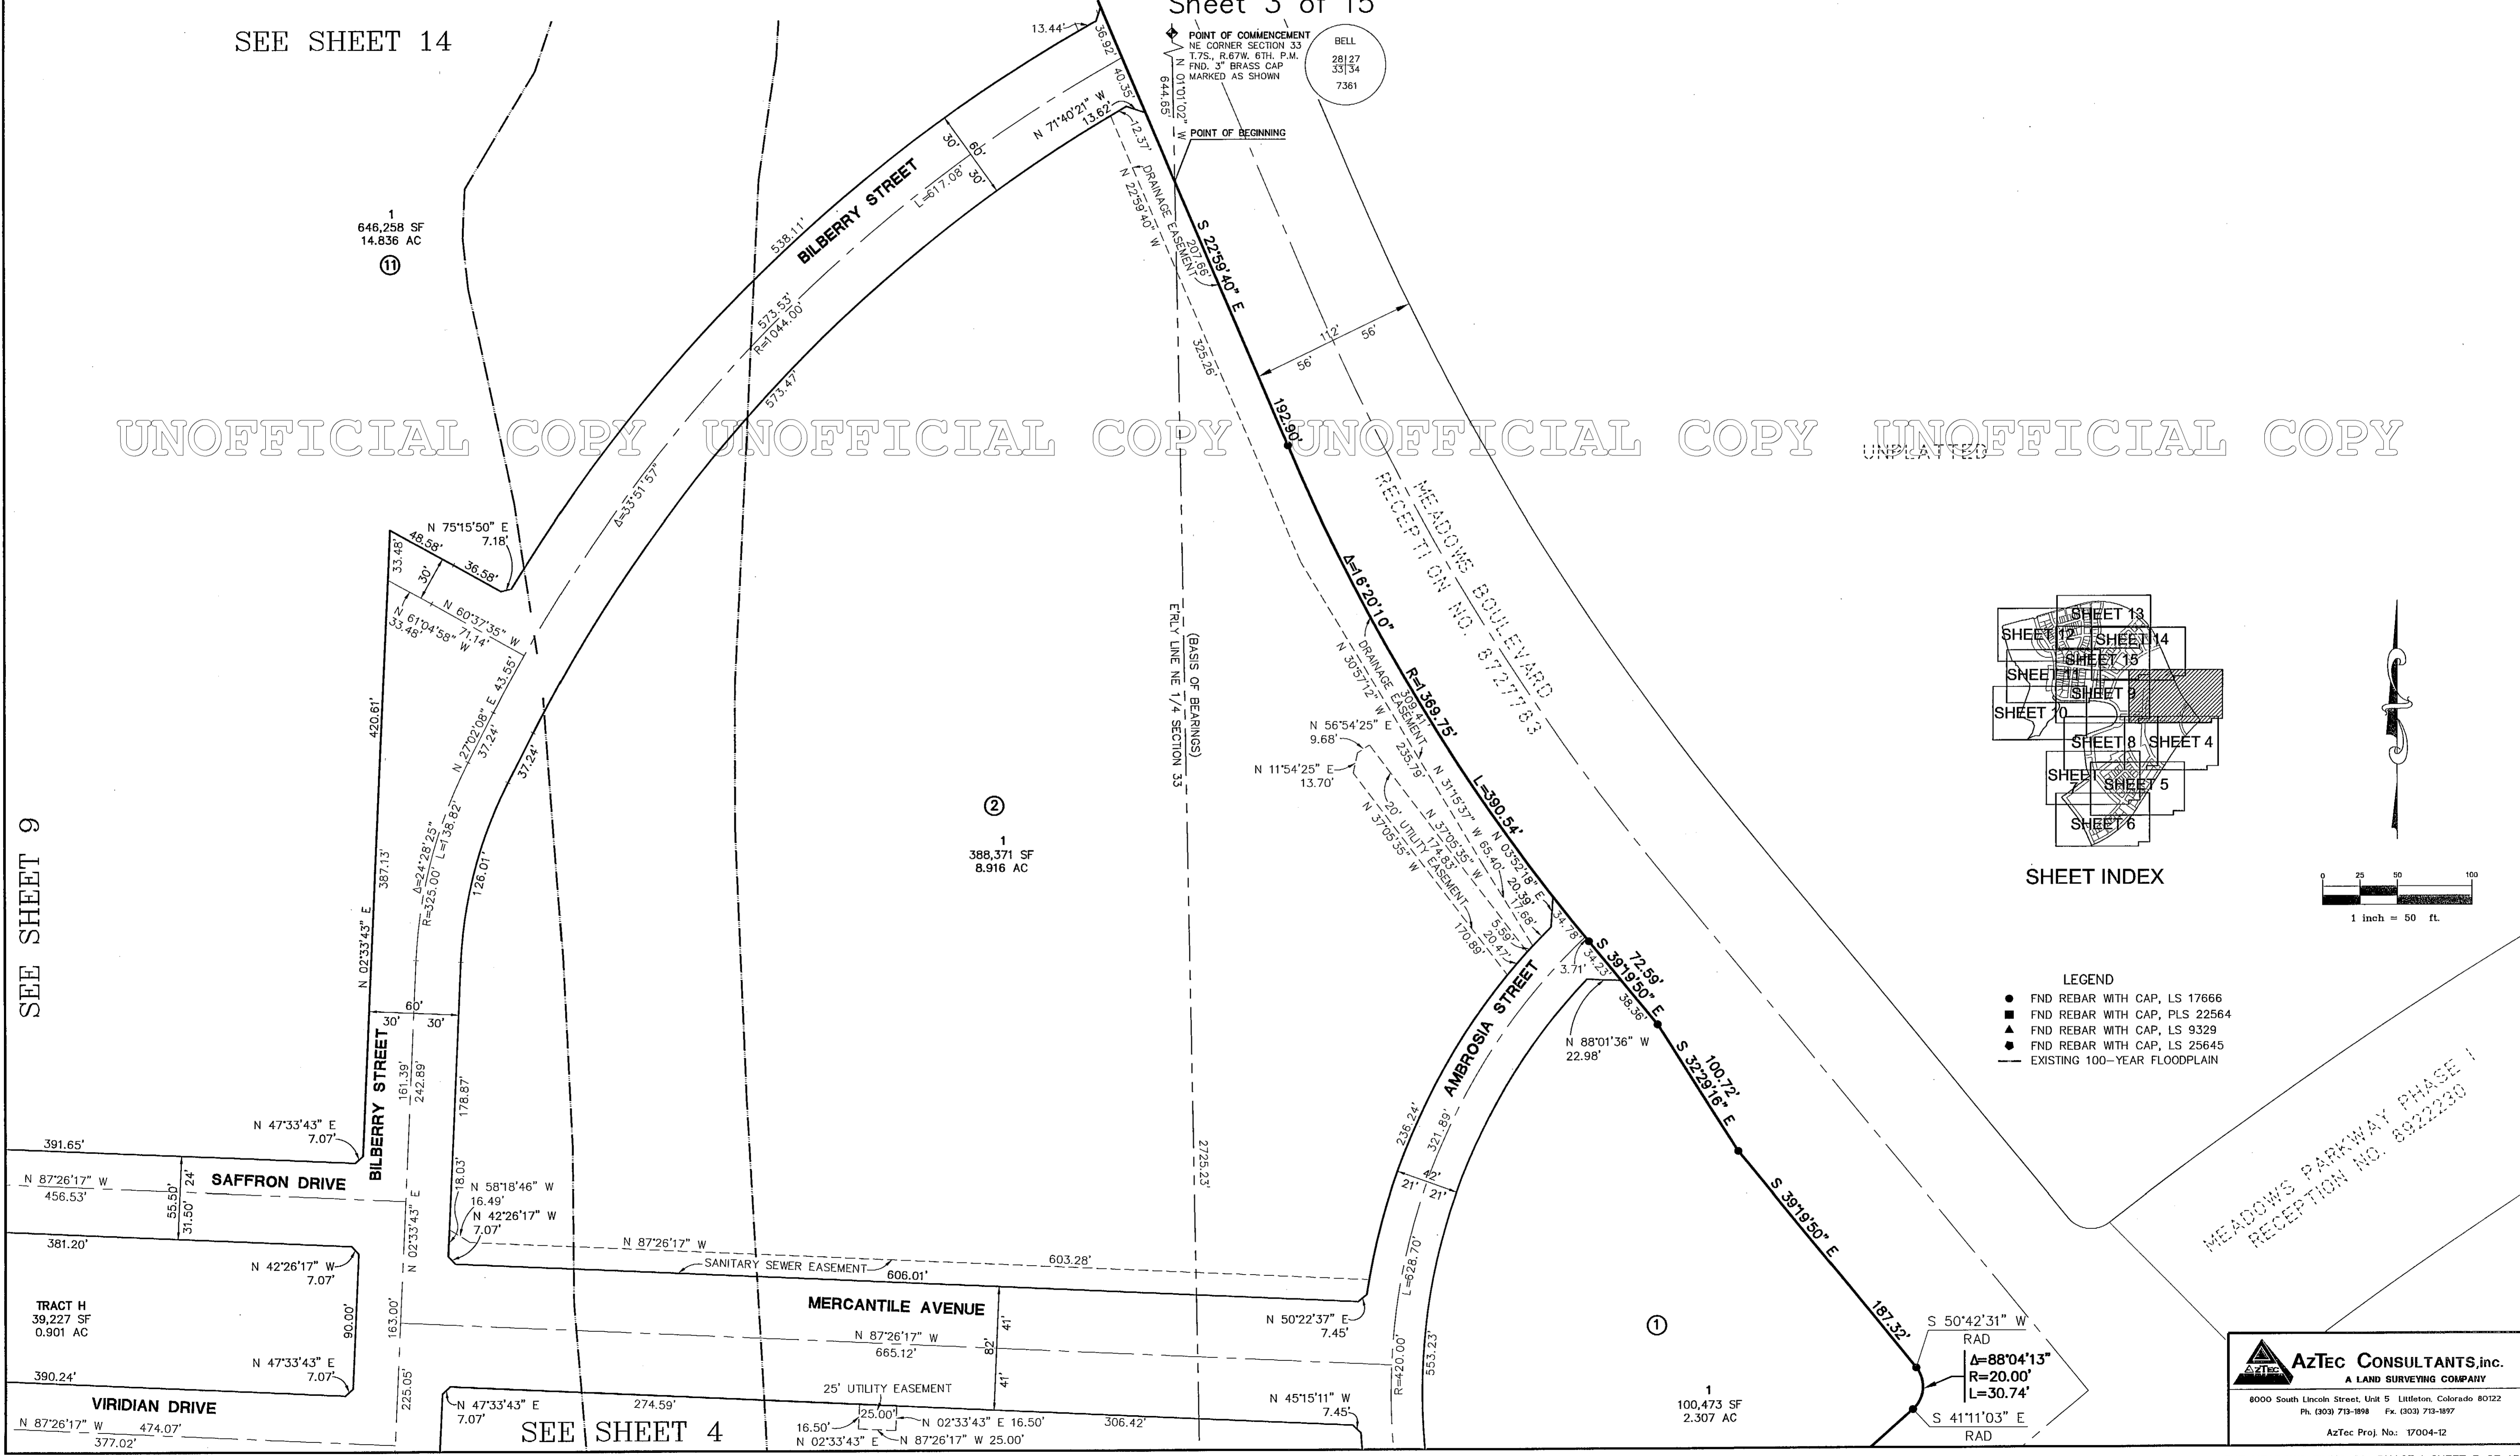 Sheet 3 of 15
SEE SHEET 14
13.44'
36.92'
40.35'
POINT OF COMMENCEMENT
NE CORNER SECTION 33
T.7S., R.67W. 6TH. P.M.
FND. 3" BRASS CAP
MARKED AS SHOWN
BELL
28|27
33|34
7361
N 01°01'02" W
644.65'
POINT OF BEGINNING
N 71°40'21" W
13.62'
12.37'
30'
60'
30'
BILBERRY STREET
L=617.08'
DRAINAGE EASEMENT
N 22°59'40" W
207.66'
S 22°59'40" E
192.90'
325.26'
1
646,258 SF
14.836 AC
11
538.11'
573.53'
R=1044.00'
573.47'
Δ=33°51'57"
112'
56'
56'
UNOFFICIAL COPY UNOFFICIAL COPY UNOFFICIAL COPY UNOFFICIAL COPY
UNPLATTED
MEADOWS BOULEVARD
RECEPTION NO. 8727783
N 75°15'50" E
7.18'
48.58'
33.48'
36.58'
30'
N 60°37'35" W
71.14'
N 61°04'58" W
33.48'
420.61'
387.13'
N 02°33'43" E
N 27°02'08" E 43.55'
37.24'
37.24'
Δ=24°28'25"
R=325.00' L=138.82'
126.01'
(BASIS OF BEARINGS)
E'RLY LINE NE 1/4 SECTION 33
2725.23'
Δ=16°20'10"
R=1369.75'
L=390.54'
DRAINAGE EASEMENT
309.41'
N 30°57'12" W
235.79'
N 56°54'25" E
9.68'
N 11°54'25" E
13.70'
N 31°15'37" W 65.40'
N 03°52'18" E 20.39'
N 37°05'35" W
174.83'
17.68'
20' UTILITY EASEMENT
N 37°05'35" W
170.89'
5.59'
20.47'
34.78'
3.71'
34.23'
72.59'
S 39°19'50" E
38.36'
2
1
388,371 SF
8.916 AC
AMBROSIA STREET
N 88°01'36" W
22.98'
S 32°29'16" E
100.72'
S 39°19'50" E
187.32'
236.24'
321.89'
42'
21'
21'
L=628.70'
R=420.00'
553.23'
SEE SHEET 9
60'
30'
30'
BILBERRY STREET
161.39'
242.89'
178.87'
N 47°33'43" E
7.07'
391.65'
N 87°26'17" W
456.53'
55.50'
24'
31.50'
SAFFRON DRIVE
381.20'
N 02°33'43" E
18.03'
N 58°18'46" W
16.49'
N 42°26'17" W
7.07'
N 87°26'17" W
603.28'
SANITARY SEWER EASEMENT
606.01'
MERCANTILE AVENUE
N 87°26'17" W
665.12'
41'
82'
41'
N 50°22'37" E
7.45'
N 42°26'17" W
7.07'
TRACT H
39,227 SF
0.901 AC
90.00'
163.00'
225.05'
N 47°33'43" E
7.07'
390.24'
VIRIDIAN DRIVE
N 87°26'17" W 474.07'
377.02'
N 47°33'43" E
7.07'
274.59'
SEE SHEET 4
25' UTILITY EASEMENT
25.00'
16.50'
N 02°33'43" E 16.50'
N 02°33'43" E
N 87°26'17" W 25.00'
306.42'
N 45°15'11" W
7.45'
1
1
100,473 SF
2.307 AC
S 50°42'31" W
RAD
Δ=88°04'13"
R=20.00'
L=30.74'
S 41°11'03" E
RAD
SHEET 13
SHEET 12
SHEET 14
SHEET 15
SHEET 11
SHEET 9
SHEET 10
SHEET 8
SHEET 4
SHEET 7
SHEET 5
SHEET 6
SHEET INDEX
0 25 50 100
1 inch = 50 ft.
LEGEND
FND REBAR WITH CAP, LS 17666
FND REBAR WITH CAP, PLS 22564
FND REBAR WITH CAP, LS 9329
FND REBAR WITH CAP, LS 25645
EXISTING 100-YEAR FLOODPLAIN
MEADOWS PARKWAY PHASE I
RECEPTION NO. 8922230
AZTEC
AZTEC CONSULTANTS,inc.
A LAND SURVEYING COMPANY
8000 South Lincoln Street, Unit 5 Littleton, Colorado 80122
Ph. (303) 713-1898 Fx. (303) 713-1897
AzTec Proj. No.: 17004-12